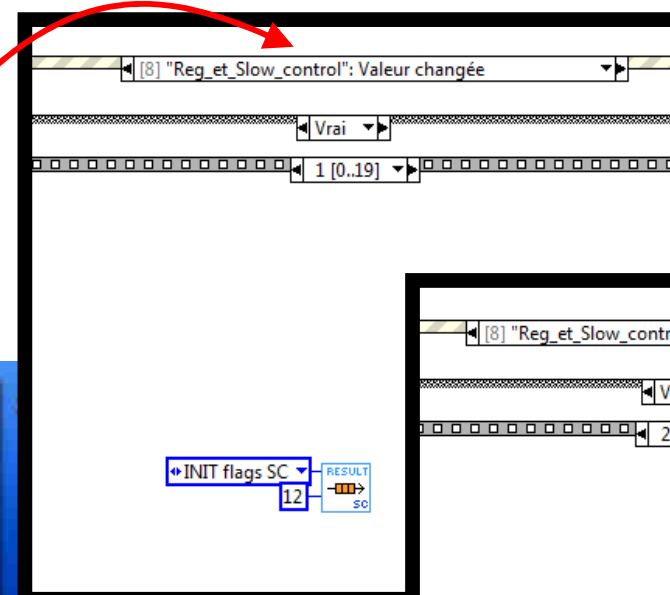 [8] "Reg_et_Slow_control": Valeur changée
Vrai
1 [0..19]
INIT flags SC
RESULT
12
SC
[8] "Reg_et_Slow_contr
V
2